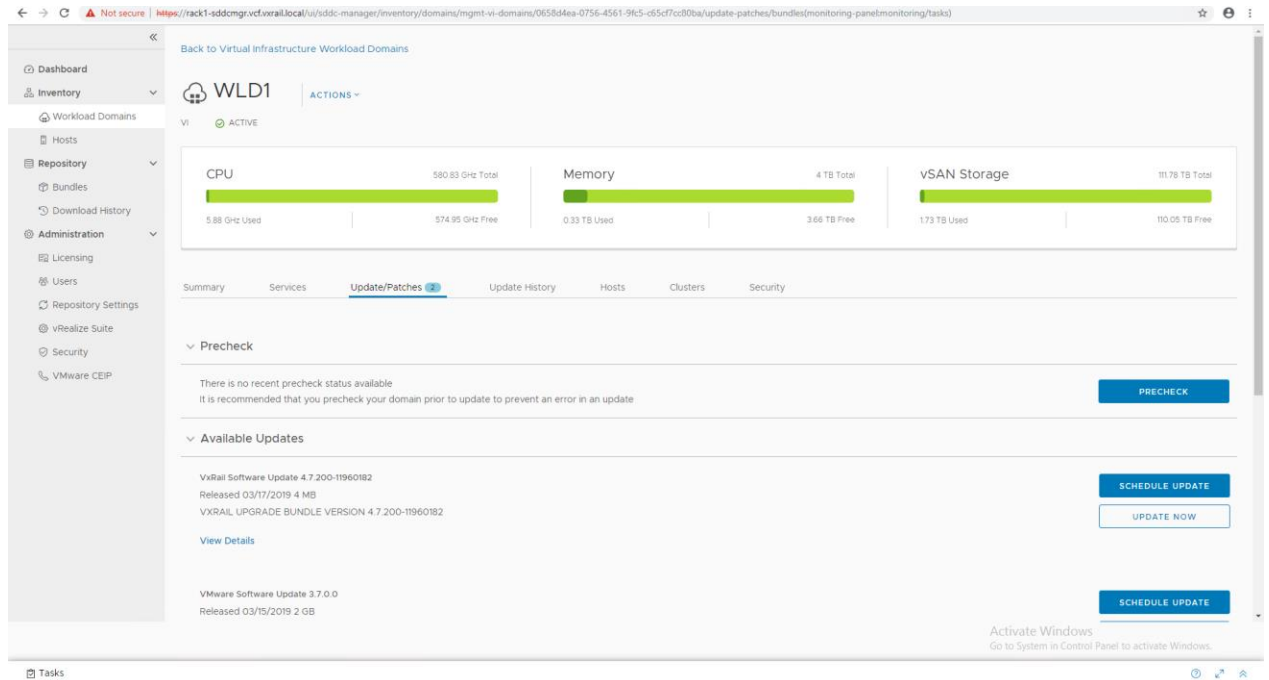 Not secure | https://rack1-sddcmgr.vcf.vxrail.local/ui/sddc-manager/inventory/domains/mgmt-vi-domains/0658d4ea-0756-4561-9fc5-c65cf7cc80ba/update-patches/bundles(monitoring-panel:monitoring/tasks)
Dashboard
Inventory
Workload Domains
Hosts
Repository
Bundles
Download History
Administration
Licensing
Users
Repository Settings
vRealize Suite
Security
VMware CEIP
Back to Virtual Infrastructure Workload Domains
WLD1 ACTIONS
VI ACTIVE
CPU 580.83 GHz Total
5.88 GHz Used 574.95 GHz Free
Memory 4 TB Total
0.33 TB Used 3.66 TB Free
vSAN Storage 111.78 TB Total
1.73 TB Used 110.05 TB Free
Summary Services Update/Patches 2 Update History Hosts Clusters Security
Precheck
There is no recent precheck status available
It is recommended that you precheck your domain prior to update to prevent an error in an update
PRECHECK
Available Updates
VxRail Software Update 4.7.200-11960182
Released 03/17/2019 4 MB
VXRAIL UPGRADE BUNDLE VERSION 4.7.200-11960182
View Details
SCHEDULE UPDATE
UPDATE NOW
VMware Software Update 3.7.0.0
Released 03/15/2019 2 GB
SCHEDULE UPDATE
Activate Windows
Go to System in Control Panel to activate Windows.
Tasks